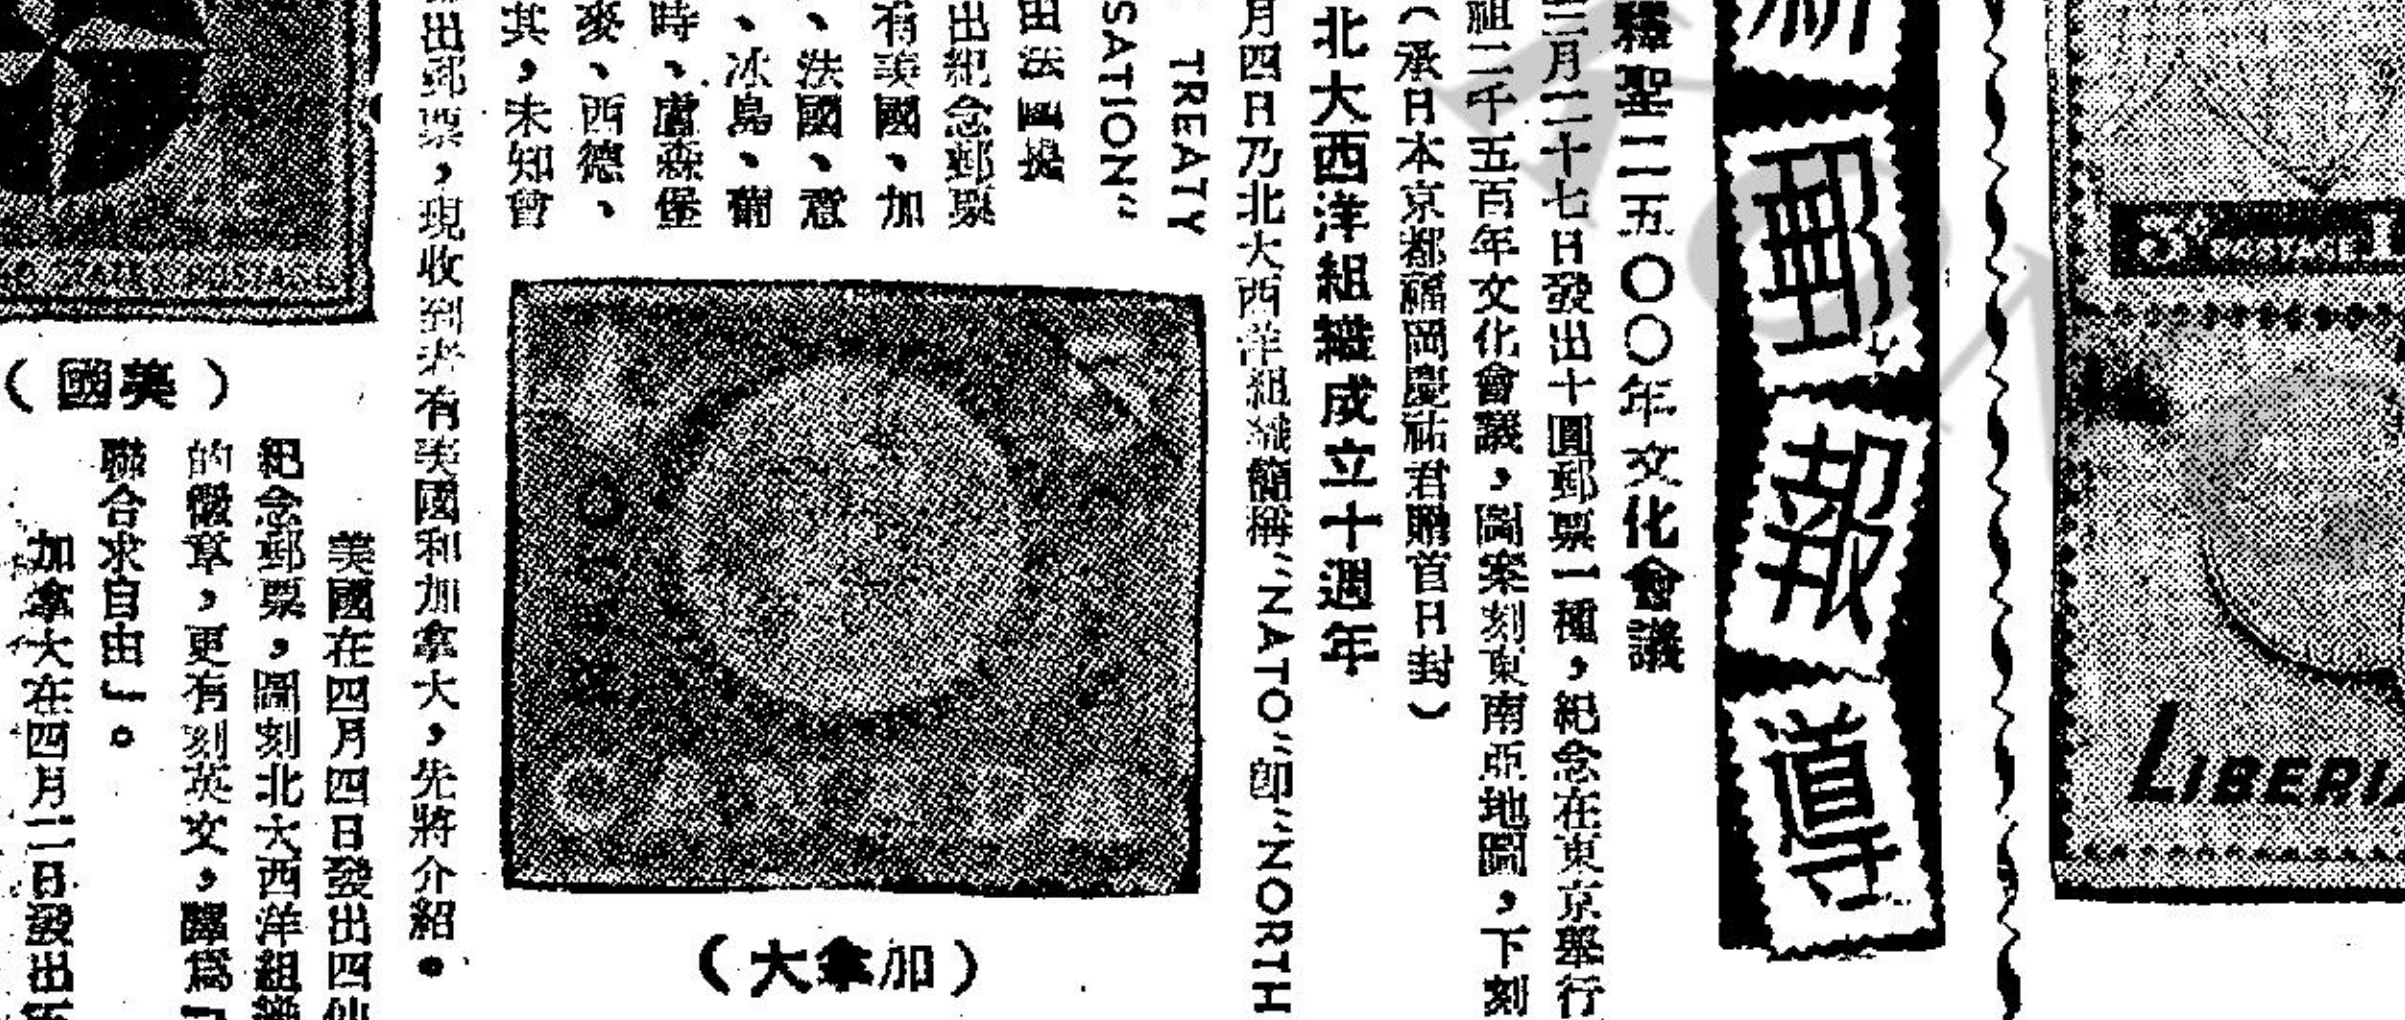 郵報導
釋聖二五〇〇年文化會議
三月二十七日發出十圓郵票一種，紀念在東京舉行
祖二千五百年文化會議，圖案刻東南亞地圖，下刻
（承日本京都福岡慶祐君贈首日封）
北大西洋組織成立十週年
月四日乃北大西洋組織簡稱"NATO"即"NORTH
TREATY
SATION"
由法國提
出紀念郵票
有美國、加
、法國、意
、冰島、葡
時、盧森堡
麥、西德、
其，未知曾
出郵票，現收到者有美國和加拿大，先將介紹。
（加拿大）
（美國）
美國在四月四日發出四仙
紀念郵票，圖刻北大西洋組織
的徽章，更有刻英文，譯爲「
聯合求自由」。
加拿大在四月二日發出五
LIBERIA